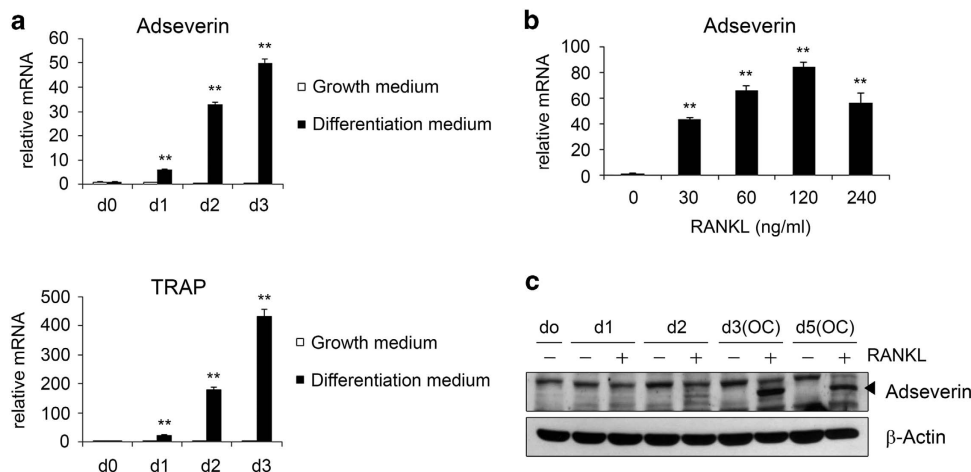 a
Adseverin
relative mRNA
60
50
40
30
20
10
0
** ** **
d0 d1 d2 d3
Growth medium
Differentiation medium
TRAP
relative mRNA
500
400
300
200
100
0
** ** **
d0 d1 d2 d3
Growth medium
Differentiation medium
b
Adseverin
relative mRNA
100
80
60
40
20
0
** ** ** **
0 30 60 120 240
RANKL (ng/ml)
c
do d1 d2 d3(OC) d5(OC)
– – + – + – + – + RANKL
Adseverin
β-Actin